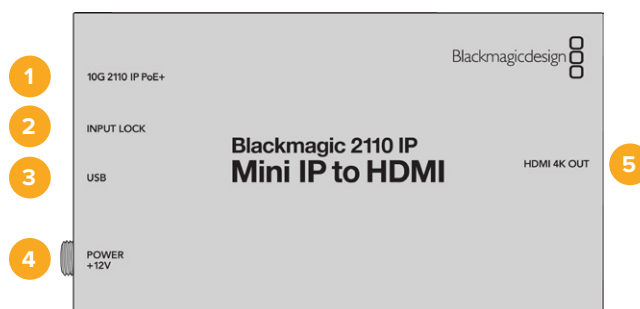 1
10G 2110 IP PoE+
Blackmagicdesign
2
INPUT LOCK
Blackmagic 2110 IP
Mini IP to HDMI
3
USB
HDMI 4K OUT
5
4
POWER
+12V